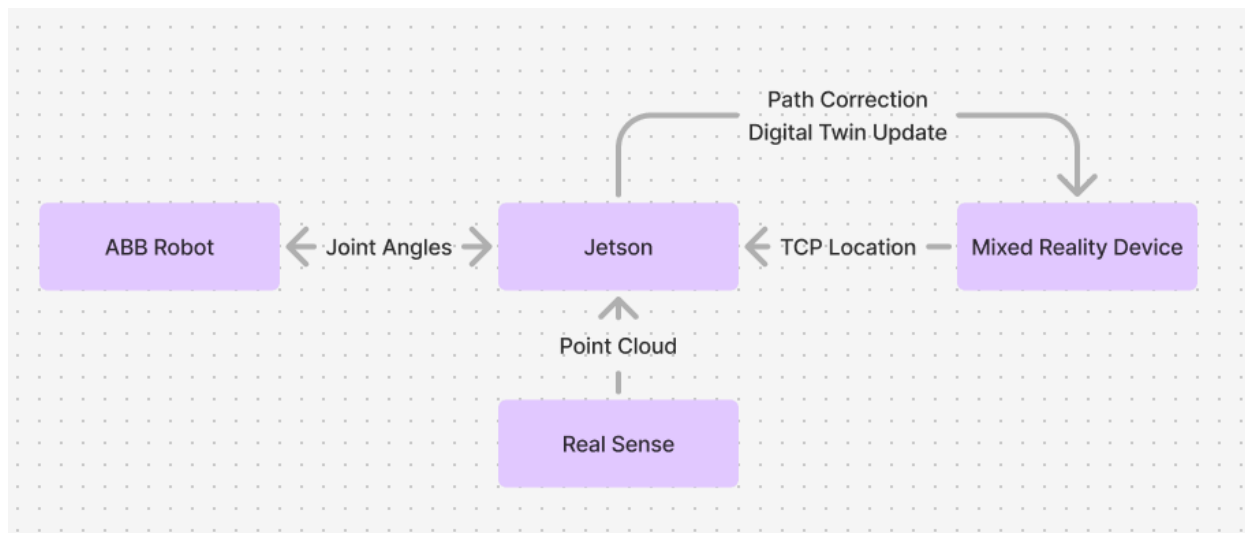 Path Correction
Digital Twin Update
ABB Robot
Joint Angles
Jetson
TCP Location
Mixed Reality Device
Point Cloud
Real Sense